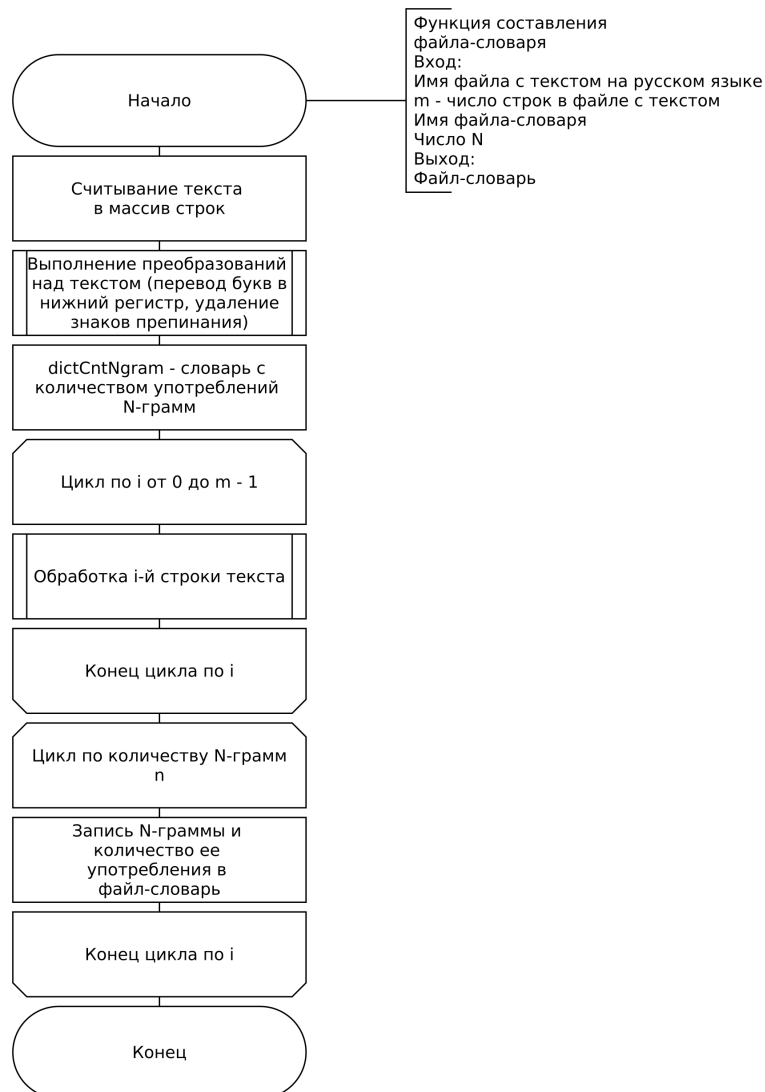 Функция составления
файла-словаря
Вход:
Имя файла с текстом на русском языке
m - число строк в файле с текстом
Имя файла-словаря
Число N
Выход:
Файл-словарь
Начало
Считывание текста
в массив строк
Выполнение преобразований
над текстом (перевод букв в
нижний регистр, удаление
знаков препинания)
dictCntNgram - словарь с
количеством употреблений
N-грамм
Цикл по i от 0 до m - 1
Обработка i-й строки текста
Конец цикла по i
Цикл по количеству N-грамм
n
Запись N-граммы и
количество ее
употребления в
файл-словарь
Конец цикла по i
Конец